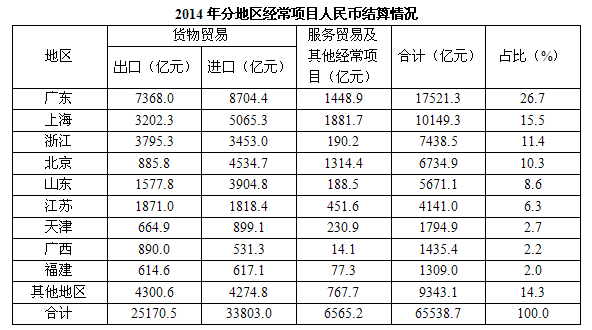 2014 年分地区经常项目人民币结算情况
地区 货物贸易 服务贸易及其他经常项目（亿元） 合计（亿元） 占比（%）
出口（亿元） 进口（亿元）
广东 7368.0 8704.4 1448.9 17521.3 26.7
上海 3202.3 5065.3 1881.7 10149.3 15.5
浙江 3795.3 3453.0 190.2 7438.5 11.4
北京 885.8 4534.7 1314.4 6734.9 10.3
山东 1577.8 3904.8 188.5 5671.1 8.6
江苏 1871.0 1818.4 451.6 4141.0 6.3
天津 664.9 899.1 230.9 1794.9 2.7
广西 890.0 531.3 14.1 1435.4 2.2
福建 614.6 617.1 77.3 1309.0 2.0
其他地区 4300.6 4274.8 767.7 9343.1 14.3
合计 25170.5 33803.0 6565.2 65538.7 100.0